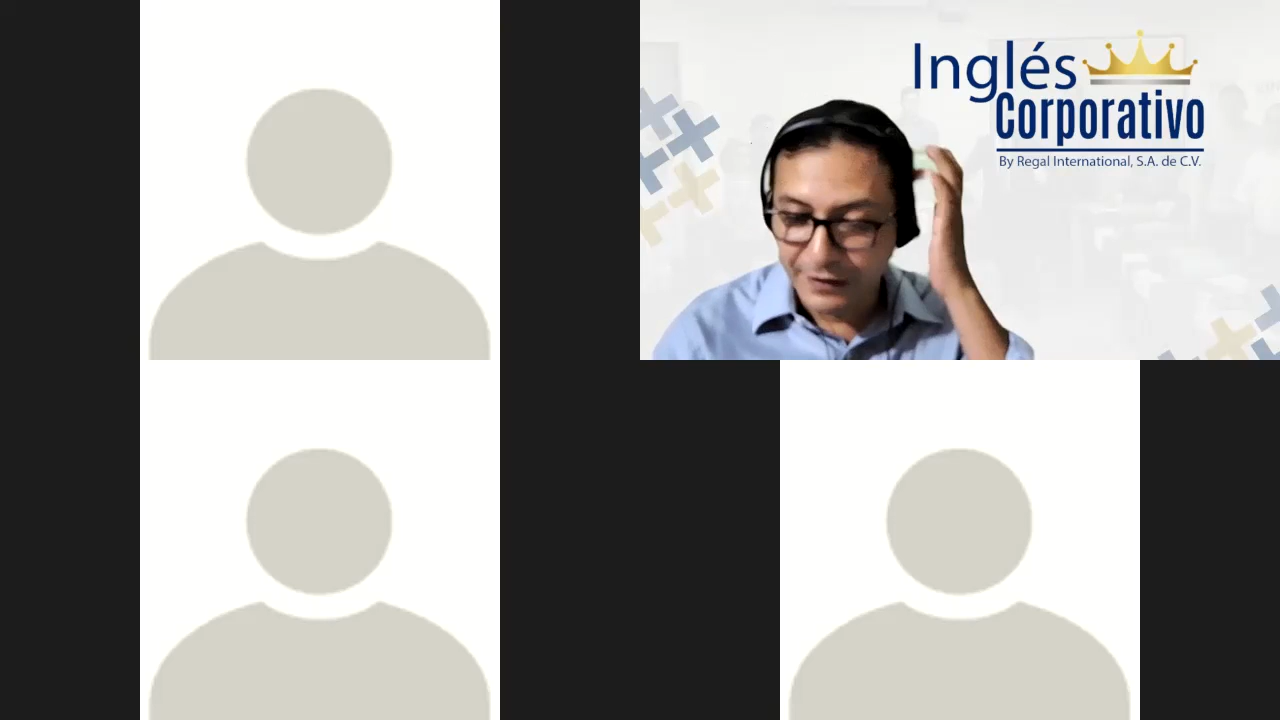 Inglés
Corporativo
By Regal International, S.A. de C.V.